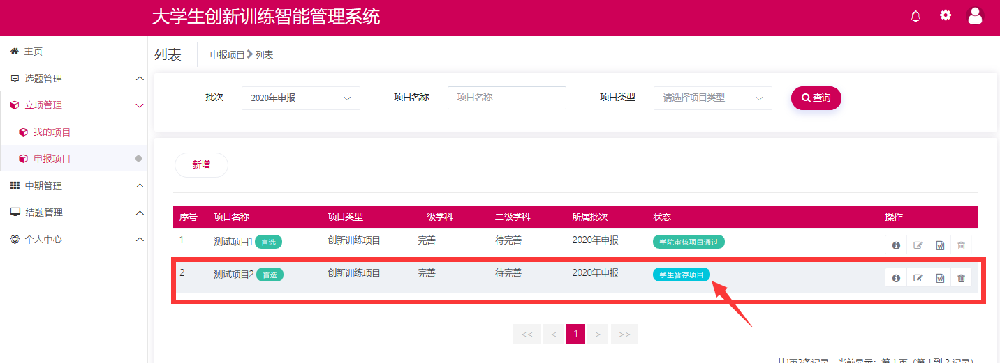 大学生创新训练智能管理系统
主页
选题管理
立项管理
我的项目
申报项目
中期管理
结题管理
个人中心
列表 申报项目 列表
批次 2020年申报 项目名称 项目名称 项目类型 请选择项目类型 查询
新增
序号 项目名称 项目类型 一级学科 二级学科 所属批次 状态 操作
1 测试项目1 盲选 创新训练项目 完善 待完善 2020年申报 学院审核项目通过
2 测试项目2 盲选 创新训练项目 完善 待完善 2020年申报 学生暂存项目
<< < 1 > >>
共1页2条记录 当前显示：第 1 页（第 1 到 2 记录）